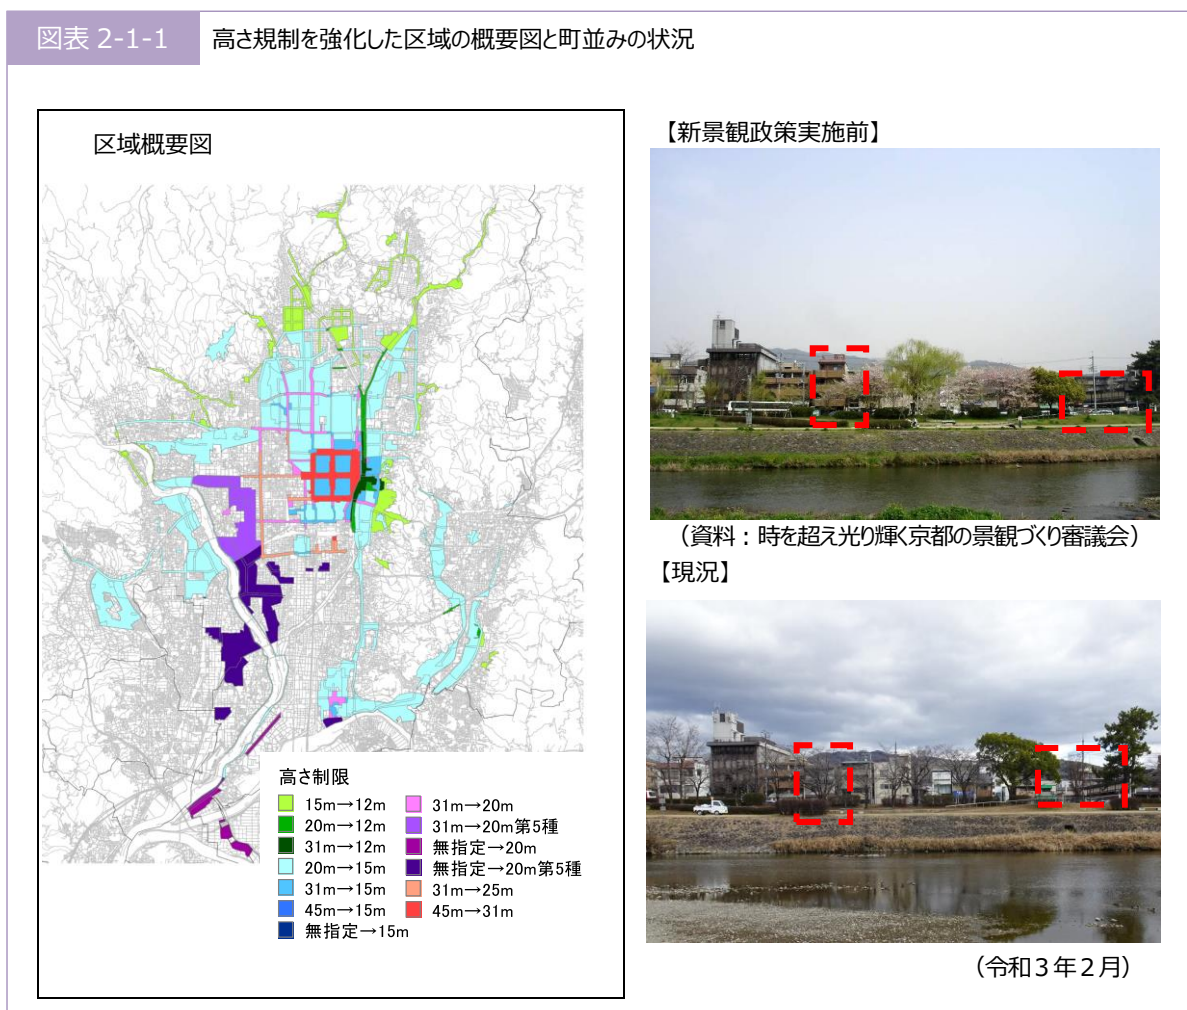 図表 2-1-1
高さ規制を強化した区域の概要図と町並みの状況
区域概要図
高さ制限
15m→12m
20m→12m
31m→12m
20m→15m
31m→15m
45m→15m
無指定→15m
31m→20m
31m→20m第5種
無指定→20m
無指定→20m第5種
31m→25m
45m→31m
【新景観政策実施前】
（資料：時を超え光り輝く京都の景観づくり審議会）
【現況】
（令和３年２月）